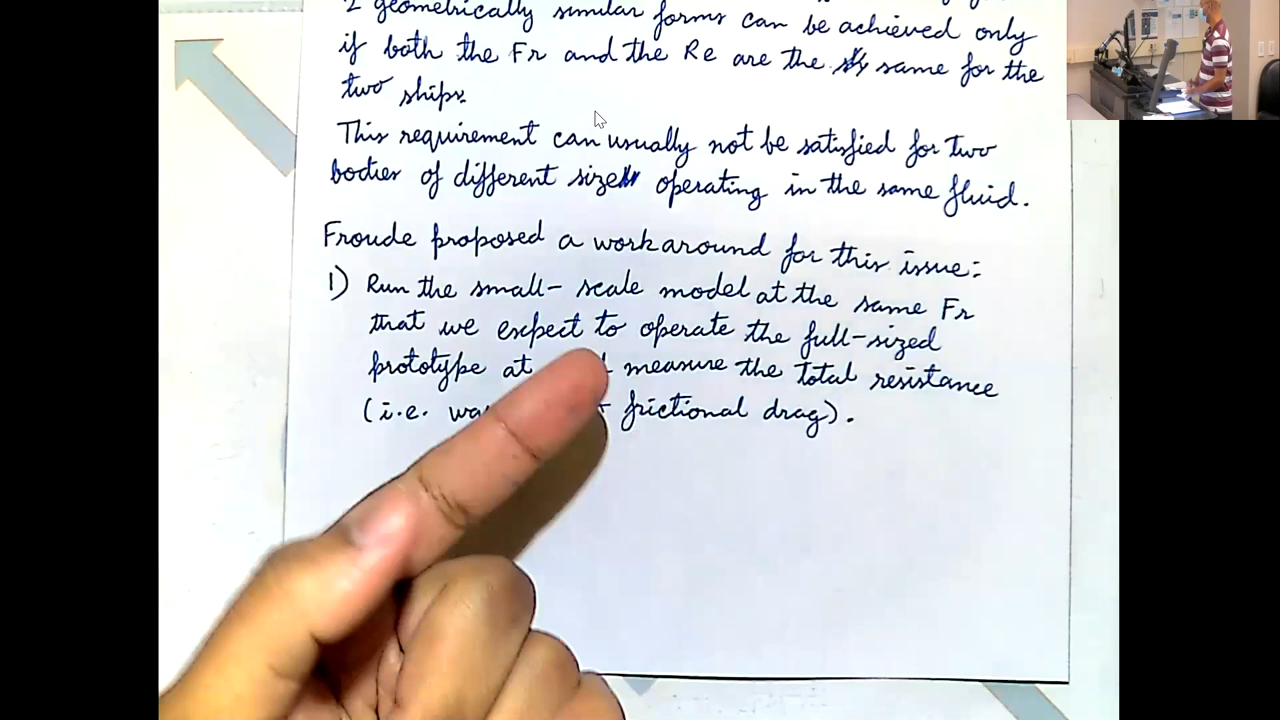 2 geometrically similar forms can be achieved only
if both the Fr and the Re are the same for the
two ships.
This requirement can usually not be satisfied for two
bodies of different size operating in the same fluid.
Froude proposed a workaround for this issue:
1) Run the small-scale model at the same Fr
that we expect to operate the full-sized
prototype at measure the total resistance
(i.e. frictional drag).